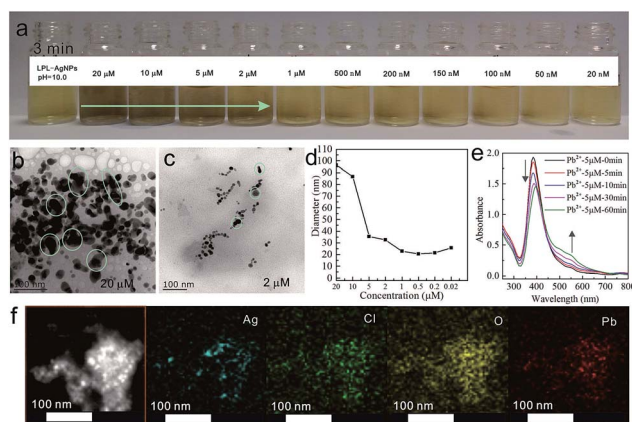 a
3 min
LPL-AgNPs
pH=10.0
20 μM 10 μM 5 μM 2 μM 1 μM 500 nM 200 nM 150 nM 100 nM 50 nM 20 nM
b
100 nm
20 μM
c
100 nm
2 μM
d
Diameter (nm)
110
100
90
80
70
60
50
40
30
20
10
0
20 10 5 2 1 0.5 0.2 0.02
Concentration (μM)
e
Absorbance
2.0
1.5
1.0
0.5
0.0
300 400 500 600 700 800
Wavelength (nm)
Pb²⁺-5μM-0min
Pb²⁺-5μM-5min
Pb²⁺-5μM-10min
Pb²⁺-5μM-30min
Pb²⁺-5μM-60min
f
Ag Cl O Pb
100 nm 100 nm 100 nm 100 nm 100 nm